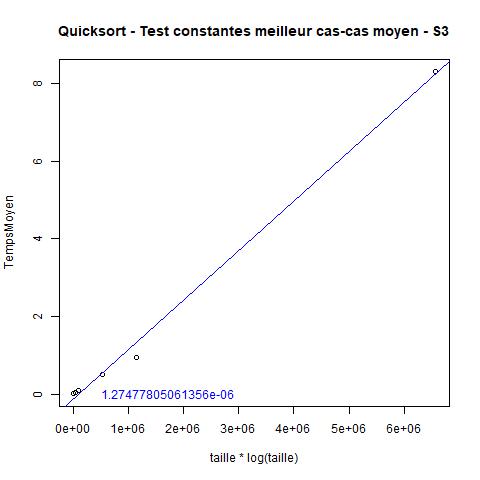 Quicksort - Test constantes meilleur cas-cas moyen - S3
TempsMoyen
8
6
4
2
0
1.27477805061356e-06
0e+00 1e+06 2e+06 3e+06 4e+06 5e+06 6e+06
taille * log(taille)